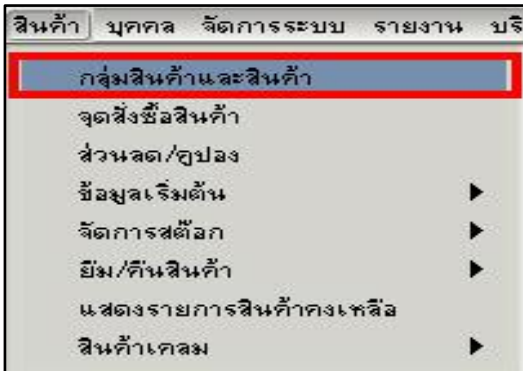 สินค้า บุคคล จัดการระบบ รายงาน บริ
กลุ่มสินค้าและสินค้า
จุดสั่งซื้อสินค้า
ส่วนลด/คูปอง
ข้อมูลเริ่มต้น
จัดการสต๊อก
ยืม/คืนสินค้า
แสดงรายการสินค้าคงเหลือ
สินค้าเคลม